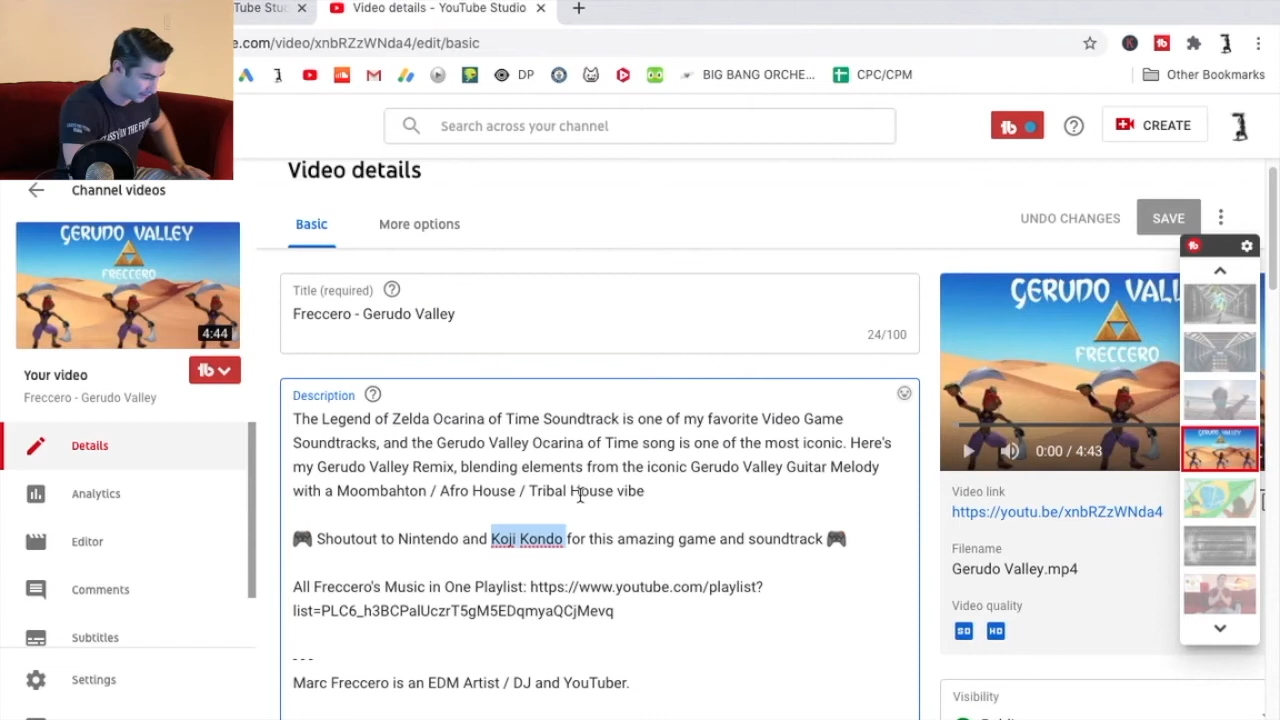 Tube Stu
Video details - YouTube Studio
e.com/video/xnbRZzWNda4/edit/basic
DP
BIG BANG ORCHE...
CPC/CPM
Other Bookmarks
Search across your channel
CREATE
Channel videos
Video details
Basic
More options
UNDO CHANGES
SAVE
GERUDO VALLEY
FRECCERO
4:44
Your video
Freccero - Gerudo Valley
Details
Analytics
Editor
Comments
Subtitles
Settings
Title (required)
Freccero - Gerudo Valley
24/100
Description
The Legend of Zelda Ocarina of Time Soundtrack is one of my favorite Video Game
Soundtracks, and the Gerudo Valley Ocarina of Time song is one of the most iconic. Here's
my Gerudo Valley Remix, blending elements from the iconic Gerudo Valley Guitar Melody
with a Moombahton / Afro House / Tribal House vibe
🎮 Shoutout to Nintendo and Koji Kondo for this amazing game and soundtrack 🎮
All Freccero's Music in One Playlist: https://www.youtube.com/playlist?
list=PLC6_h3BCPalUczrT5gM5EDqmyaQCjMevq
---
Marc Freccero is an EDM Artist / DJ and YouTuber.
GERUDO VALL
FRECCERO
0:00 / 4:43
Video link
https://youtu.be/xnbRZzWNda4
Filename
Gerudo Valley.mp4
Video quality
SD
HD
Visibility